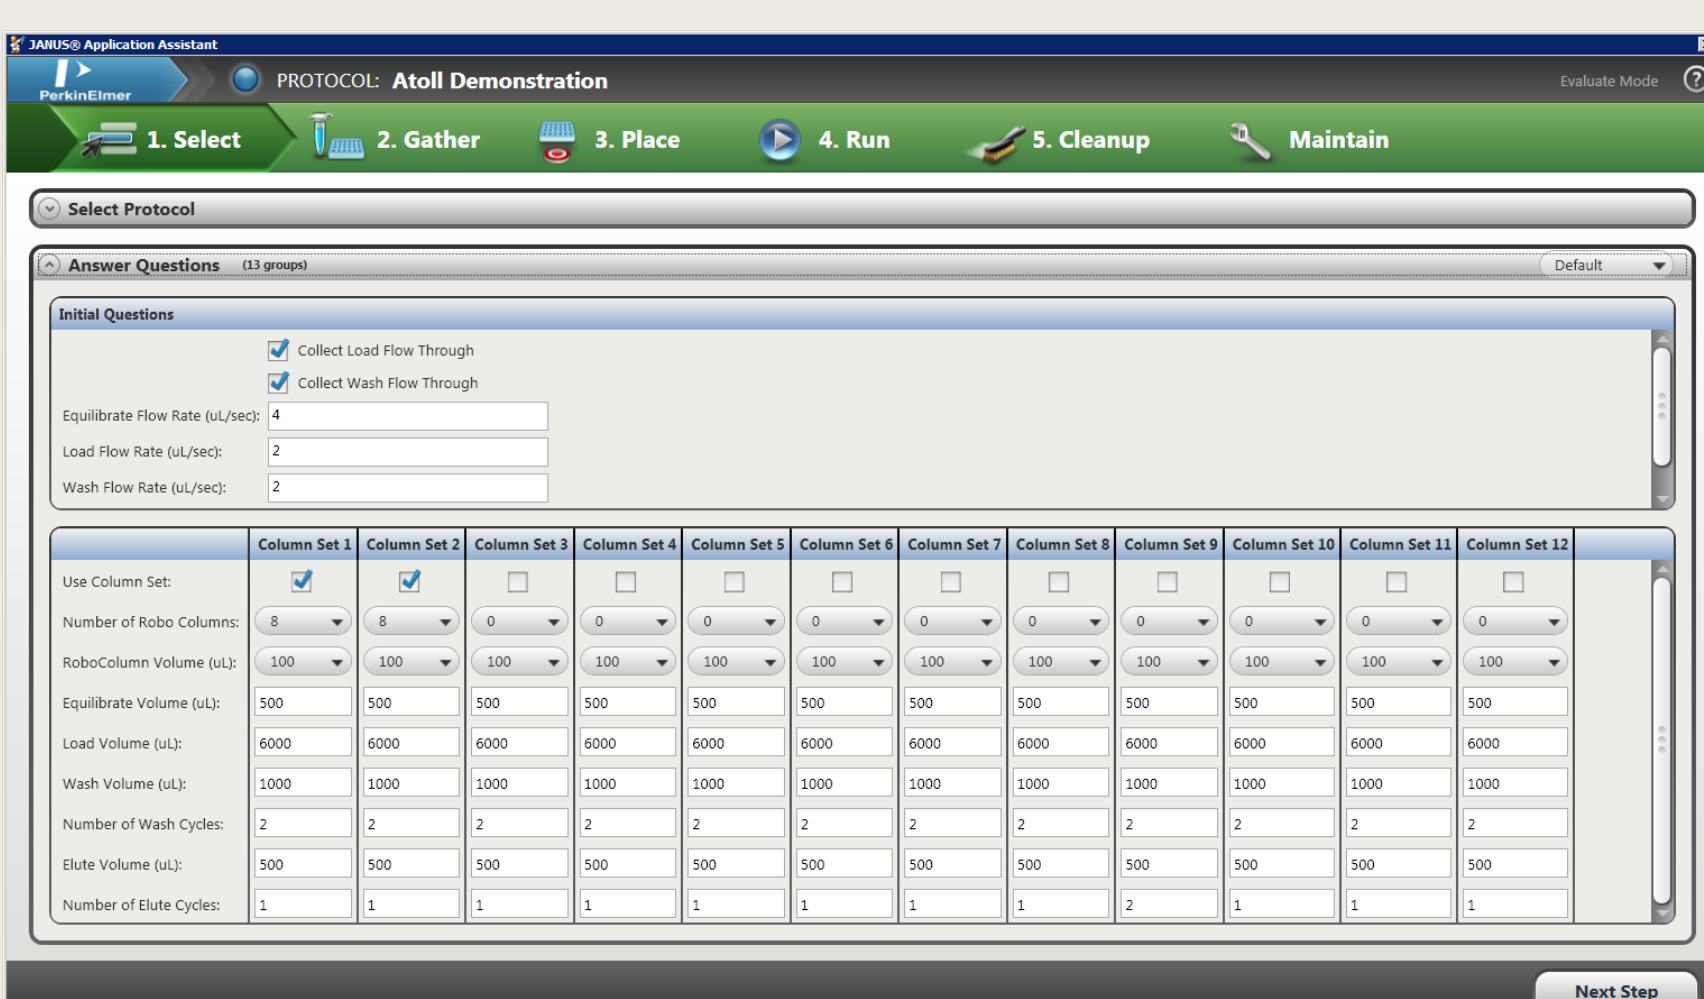 JANUS® Application Assistant
PerkinElmer
PROTOCOL: Atoll Demonstration
Evaluate Mode ?
1. Select 2. Gather 3. Place 4. Run 5. Cleanup Maintain
Select Protocol
Answer Questions (13 groups) Default
Initial Questions
Collect Load Flow Through
Collect Wash Flow Through
Equilibrate Flow Rate (uL/sec): 4
Load Flow Rate (uL/sec): 2
Wash Flow Rate (uL/sec): 2
Column Set 1 Column Set 2 Column Set 3 Column Set 4 Column Set 5 Column Set 6 Column Set 7 Column Set 8 Column Set 9 Column Set 10 Column Set 11 Column Set 12
Use Column Set:
Number of Robo Columns: 8 8 0 0 0 0 0 0 0 0 0 0
RoboColumn Volume (uL): 100 100 100 100 100 100 100 100 100 100 100 100
Equilibrate Volume (uL): 500 500 500 500 500 500 500 500 500 500 500 500
Load Volume (uL): 6000 6000 6000 6000 6000 6000 6000 6000 6000 6000 6000 6000
Wash Volume (uL): 1000 1000 1000 1000 1000 1000 1000 1000 1000 1000 1000 1000
Number of Wash Cycles: 2 2 2 2 2 2 2 2 2 2 2 2
Elute Volume (uL): 500 500 500 500 500 500 500 500 500 500 500 500
Number of Elute Cycles: 1 1 1 1 1 1 1 1 2 1 1 1
Next Step